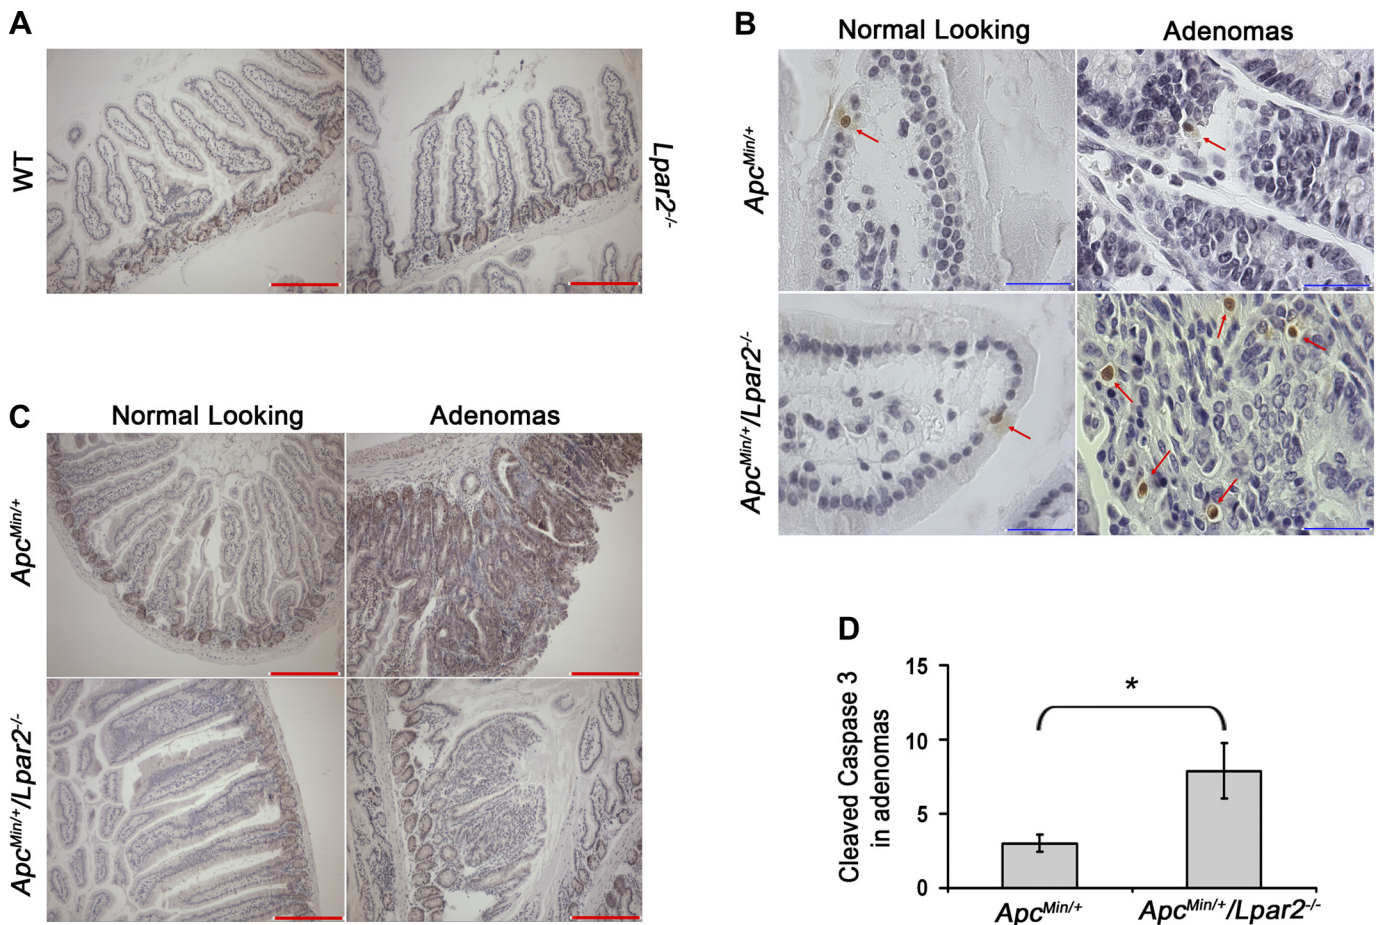 A
WT
Lpar2-/-
B
Normal Looking Adenomas
ApcMin/+
ApcMin/+/Lpar2-/-
C
Normal Looking Adenomas
ApcMin/+
ApcMin/+/Lpar2-/-
D
Cleaved Caspase 3
in adenomas
15
10
5
0
*
ApcMin/+ ApcMin/+/Lpar2-/-